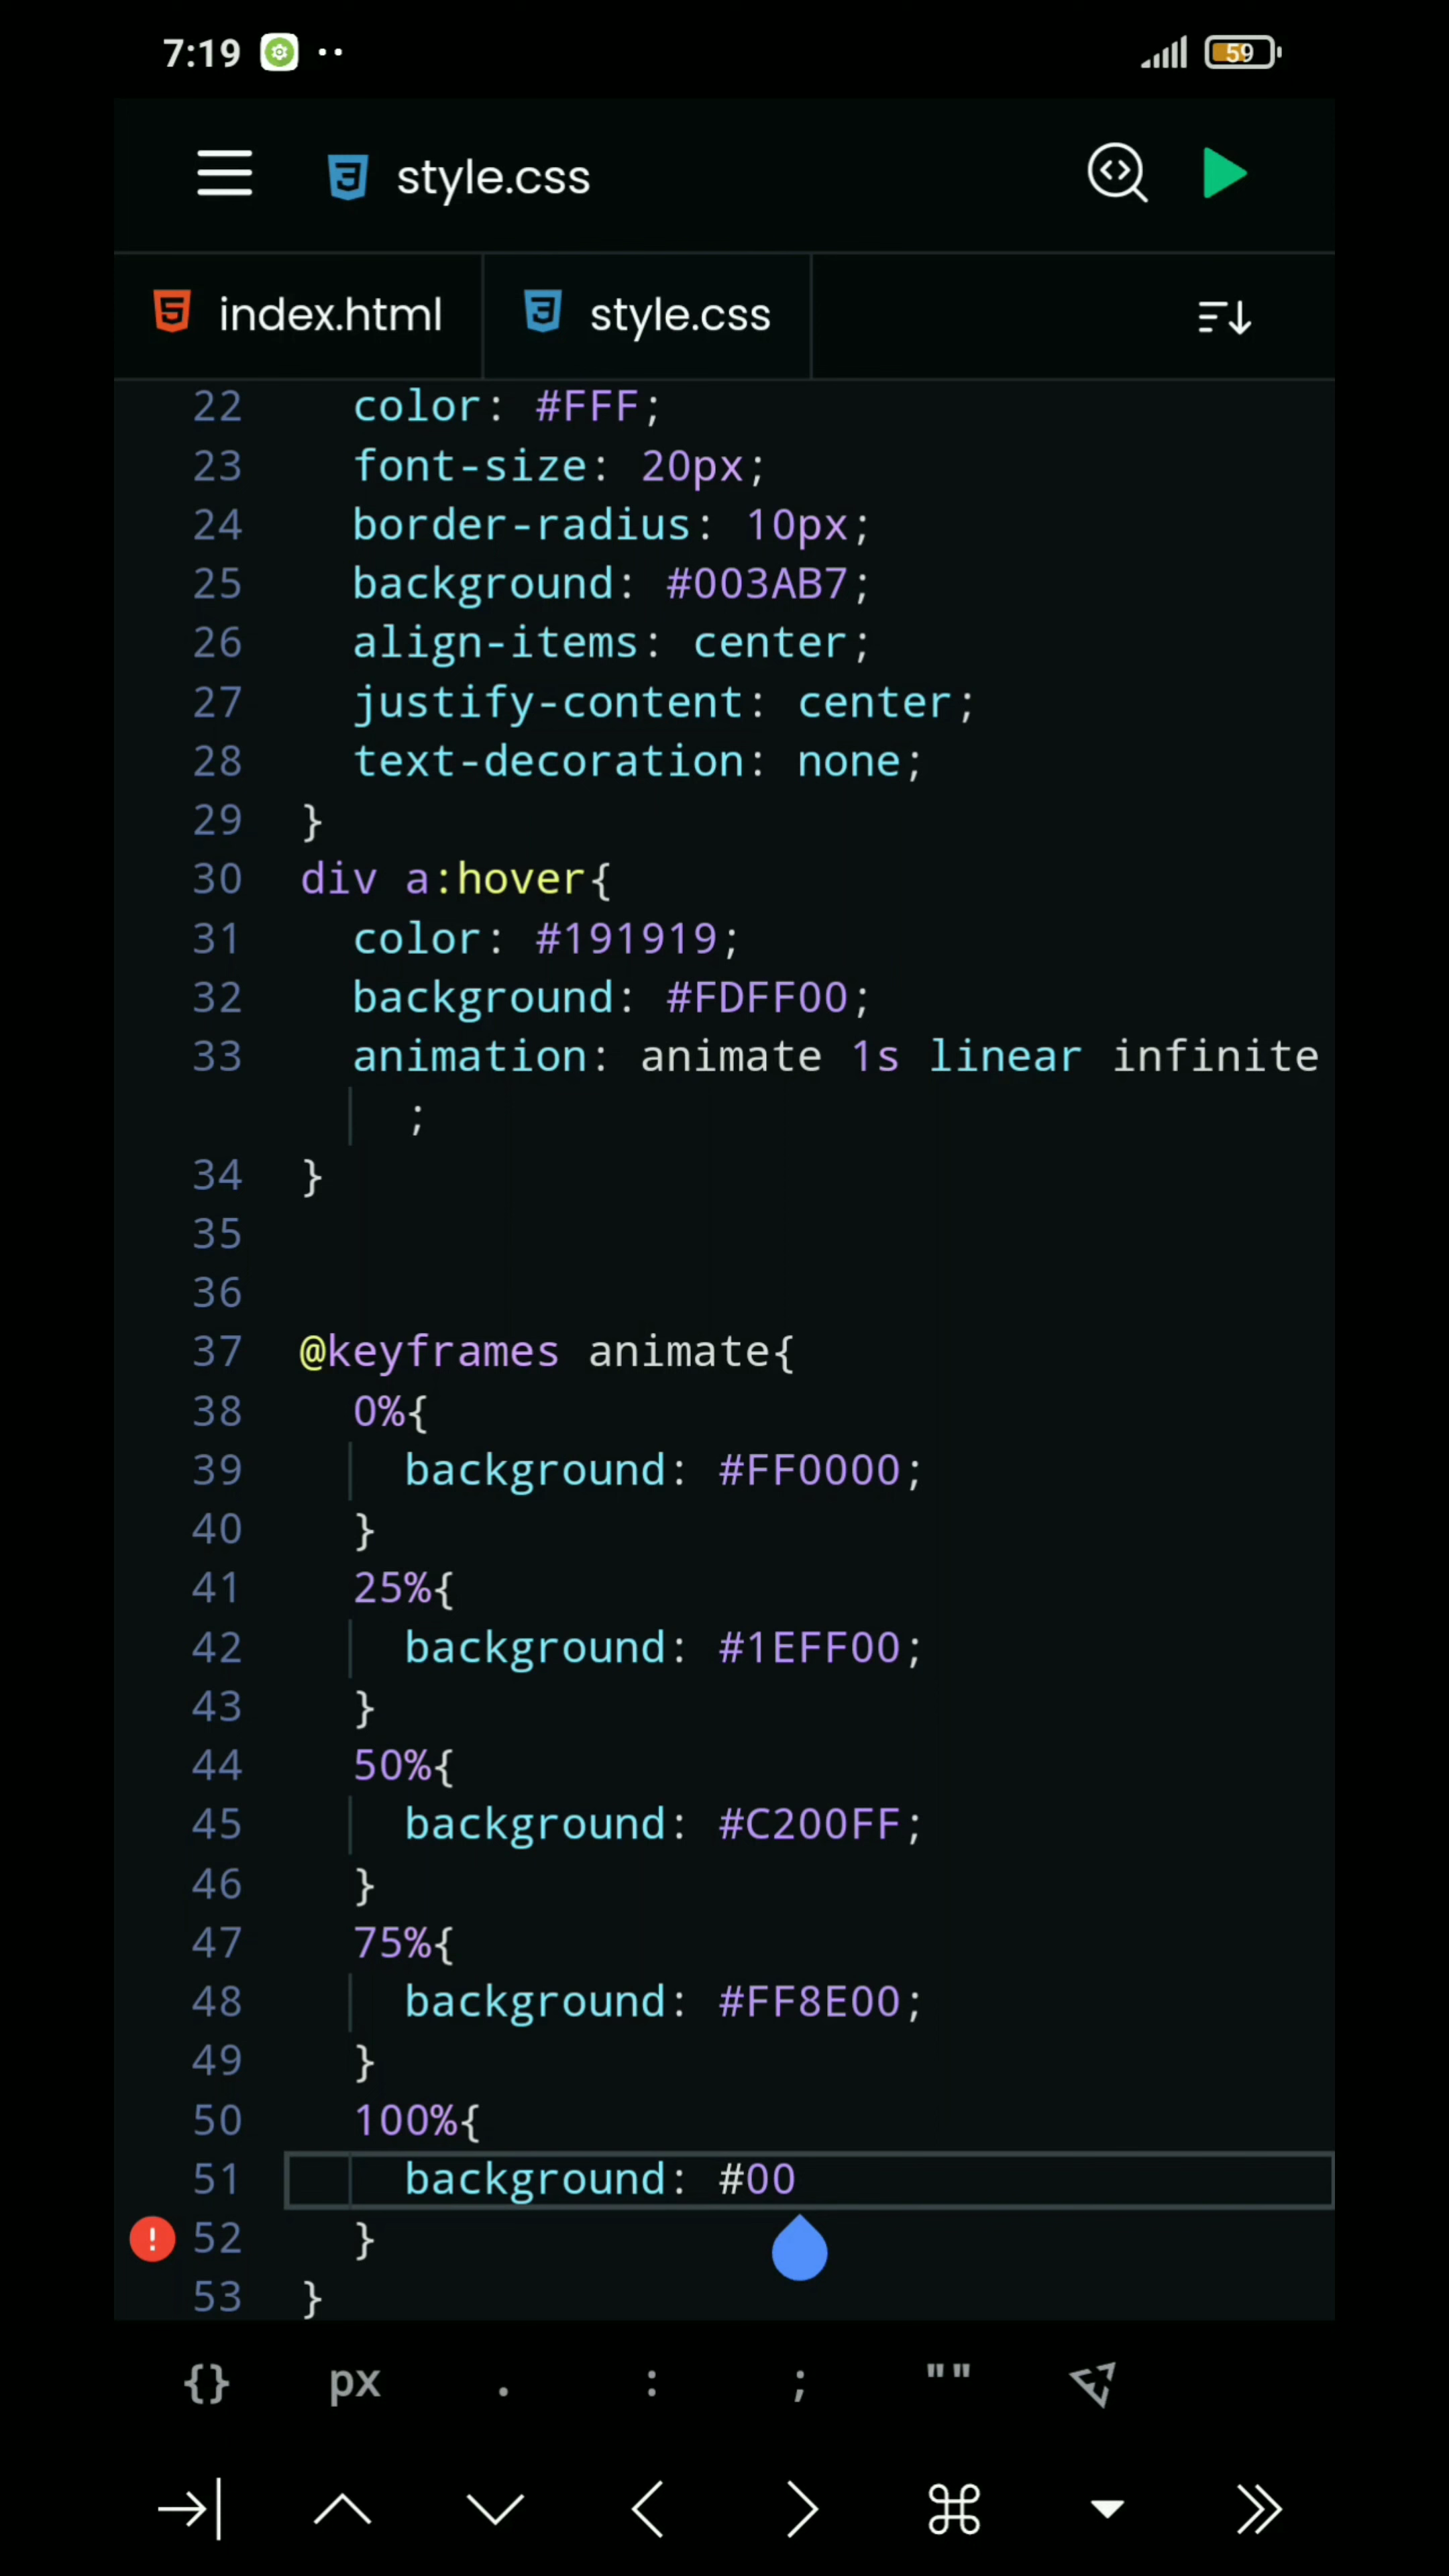 7:19
59
style.css
index.html
style.css
22 color: #FFF;
23 font-size: 20px;
24 border-radius: 10px;
25 background: #003AB7;
26 align-items: center;
27 justify-content: center;
28 text-decoration: none;
29 }
30 div a:hover{
31 color: #191919;
32 background: #FDFF00;
33 animation: animate 1s linear infinite
;
34 }
35
36
37 @keyframes animate{
38 0%{
39 background: #FF0000;
40 }
41 25%{
42 background: #1EFF00;
43 }
44 50%{
45 background: #C200FF;
46 }
47 75%{
48 background: #FF8E00;
49 }
50 100%{
51 background: #00
52 }
53 }
{} px . : ; ""